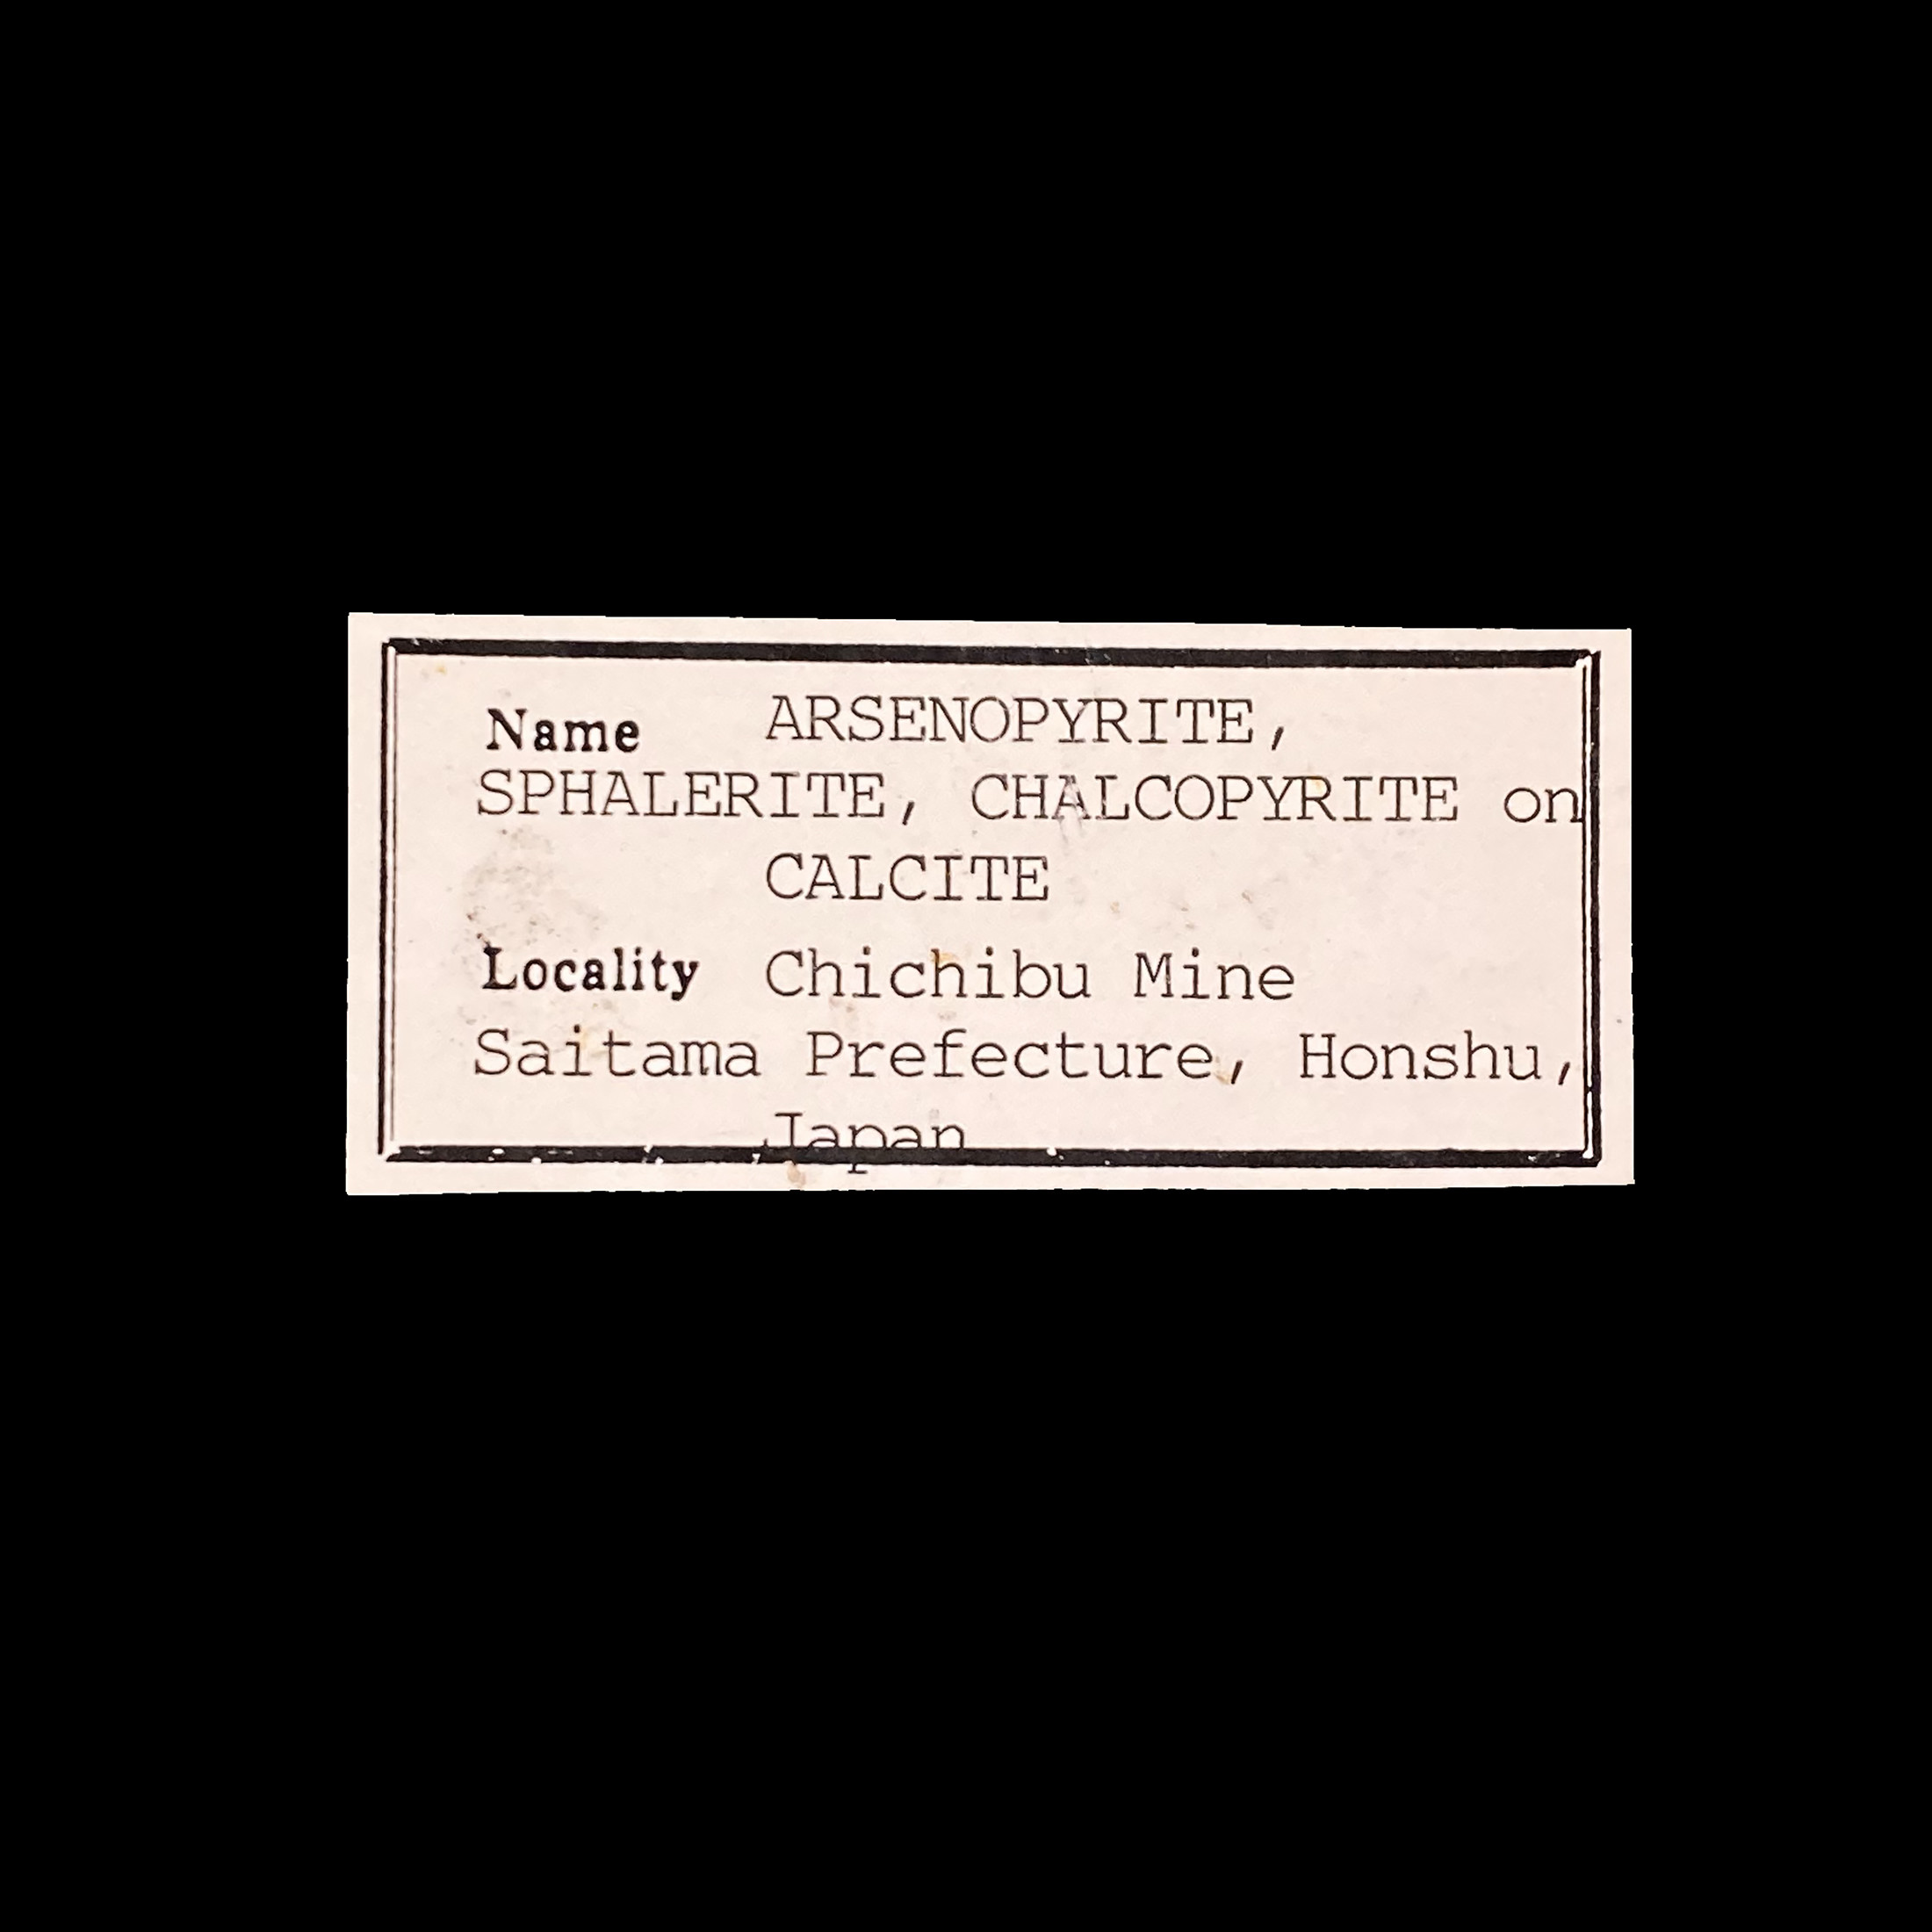 Name ARSENOPYRITE,
SPHALERITE, CHALCOPYRITE on
CALCITE
Locality Chichibu Mine
Saitama Prefecture, Honshu,
Japan